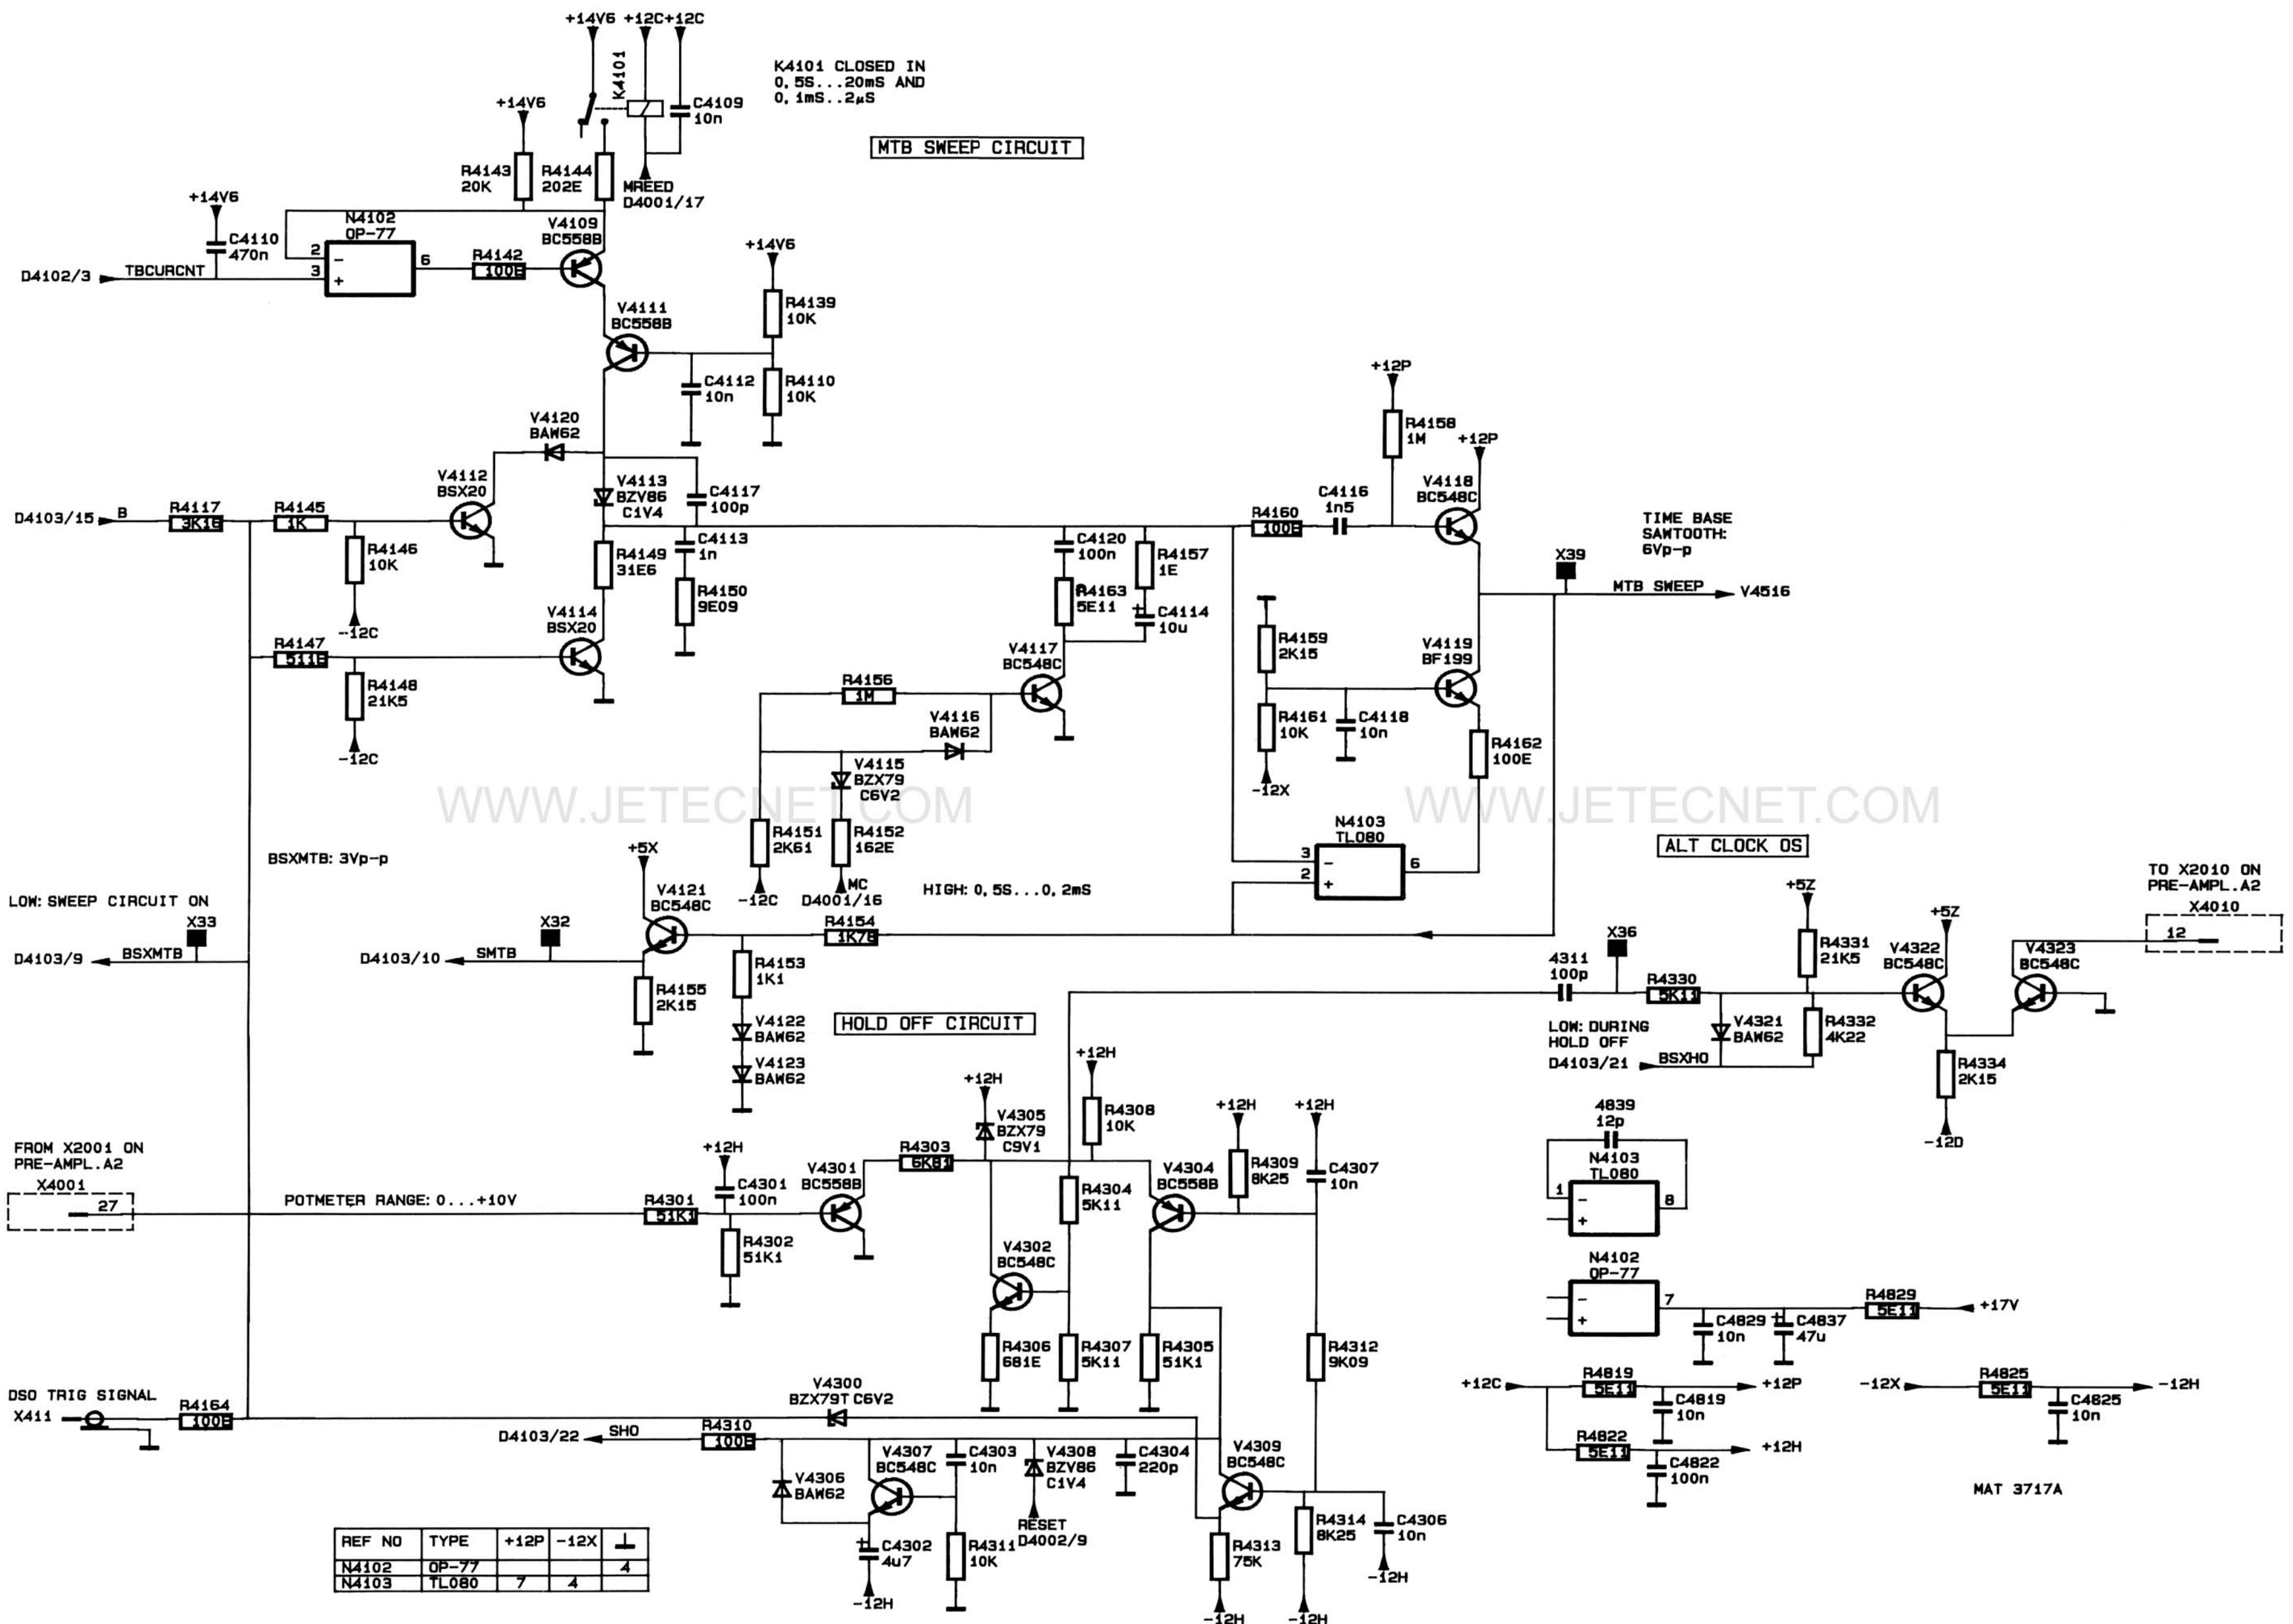 +14V6 +12C +12C
K4101
K4101 CLOSED IN
0,5S...20mS AND
0,1mS..2µS
C4109
10n
+14V6
MTB SWEEP CIRCUIT
R4143
20K
R4144
202E
MREED
D4001/17
+14V6
C4110
470n
N4102
OP-77
2
-
3
+
6
D4102/3
TBCURCNT
R4142
100E
V4109
BC558B
+14V6
R4139
10K
V4111
BC558B
C4112
10n
R4110
10K
+12P
R4158
1M
+12P
V4120
BAW62
V4112
BSX20
V4113
BZV86
C1V4
C4117
100p
C4116
1n5
V4118
BC548C
D4103/15
B
R4117
3K16
R4145
1K
R4160
100E
TIME BASE
SAWTOOTH:
6Vp-p
R4146
10K
-12C
R4149
31E6
C4113
1n
R4150
9E09
C4120
100n
R4163
5E11
R4157
1E
C4114
10u
+
X39
MTB SWEEP
V4516
V4114
BSX20
R4147
511E
R4148
21K5
-12C
R4159
2K15
V4119
BF199
V4117
BC548C
R4156
1M
V4116
BAW62
R4161
10K
-12X
C4118
10n
R4162
100E
V4115
BZX79
C6V2
WWW.JETECNET.COM
WWW.JETECNET.COM
R4151
2K61
-12C
R4152
162E
MC
D4001/16
HIGH: 0,5S...0,2mS
N4103
TL080
3
-
2
+
6
ALT CLOCK OS
BSXMTB: 3Vp-p
+5X
V4121
BC548C
R4154
1K78
LOW: SWEEP CIRCUIT ON
X33
D4103/9
BSXMTB
X32
D4103/10
SMTB
R4155
2K15
R4153
1K1
V4122
BAW62
V4123
BAW62
HOLD OFF CIRCUIT
4311
100p
X36
R4330
5K11
+5Z
R4331
21K5
+5Z
V4322
BC548C
V4323
BC548C
TO X2010 ON
PRE-AMPL.A2
X4010
12
LOW: DURING
HOLD OFF
D4103/21
BSXHO
V4321
BAW62
R4332
4K22
R4334
2K15
-12D
FROM X2001 ON
PRE-AMPL.A2
X4001
27
POTMETER RANGE: 0...+10V
R4301
51K1
+12H
C4301
100n
R4302
51K1
V4301
BC558B
R4303
6K81
+12H
V4305
BZX79
C9V1
+12H
R4308
10K
R4304
5K11
V4304
BC558B
+12H
R4309
8K25
+12H
C4307
10n
4839
12p
N4103
TL080
1
-
+
8
V4302
BC548C
R4306
681E
R4307
5K11
R4305
51K1
R4312
9K09
N4102
OP-77
-
+
7
C4829
10n
+
C4837
47u
R4829
5E11
+17V
DSO TRIG SIGNAL
X411
R4164
100E
V4300
BZX79T C6V2
D4103/22
SHO
R4310
100E
V4306
BAW62
V4307
BC548C
C4303
10n
V4308
BZV86
C1V4
RESET
D4002/9
C4304
220p
V4309
BC548C
+
C4302
4u7
-12H
R4311
10K
R4313
75K
-12H
R4314
8K25
-12H
C4306
10n
-12H
+12C
R4819
5E11
C4819
10n
+12P
R4822
5E11
C4822
100n
+12H
-12X
R4825
5E11
C4825
10n
-12H
MAT 3717A
REF NO TYPE +12P -12X
N4102 OP-77 4
N4103 TL080 7 4